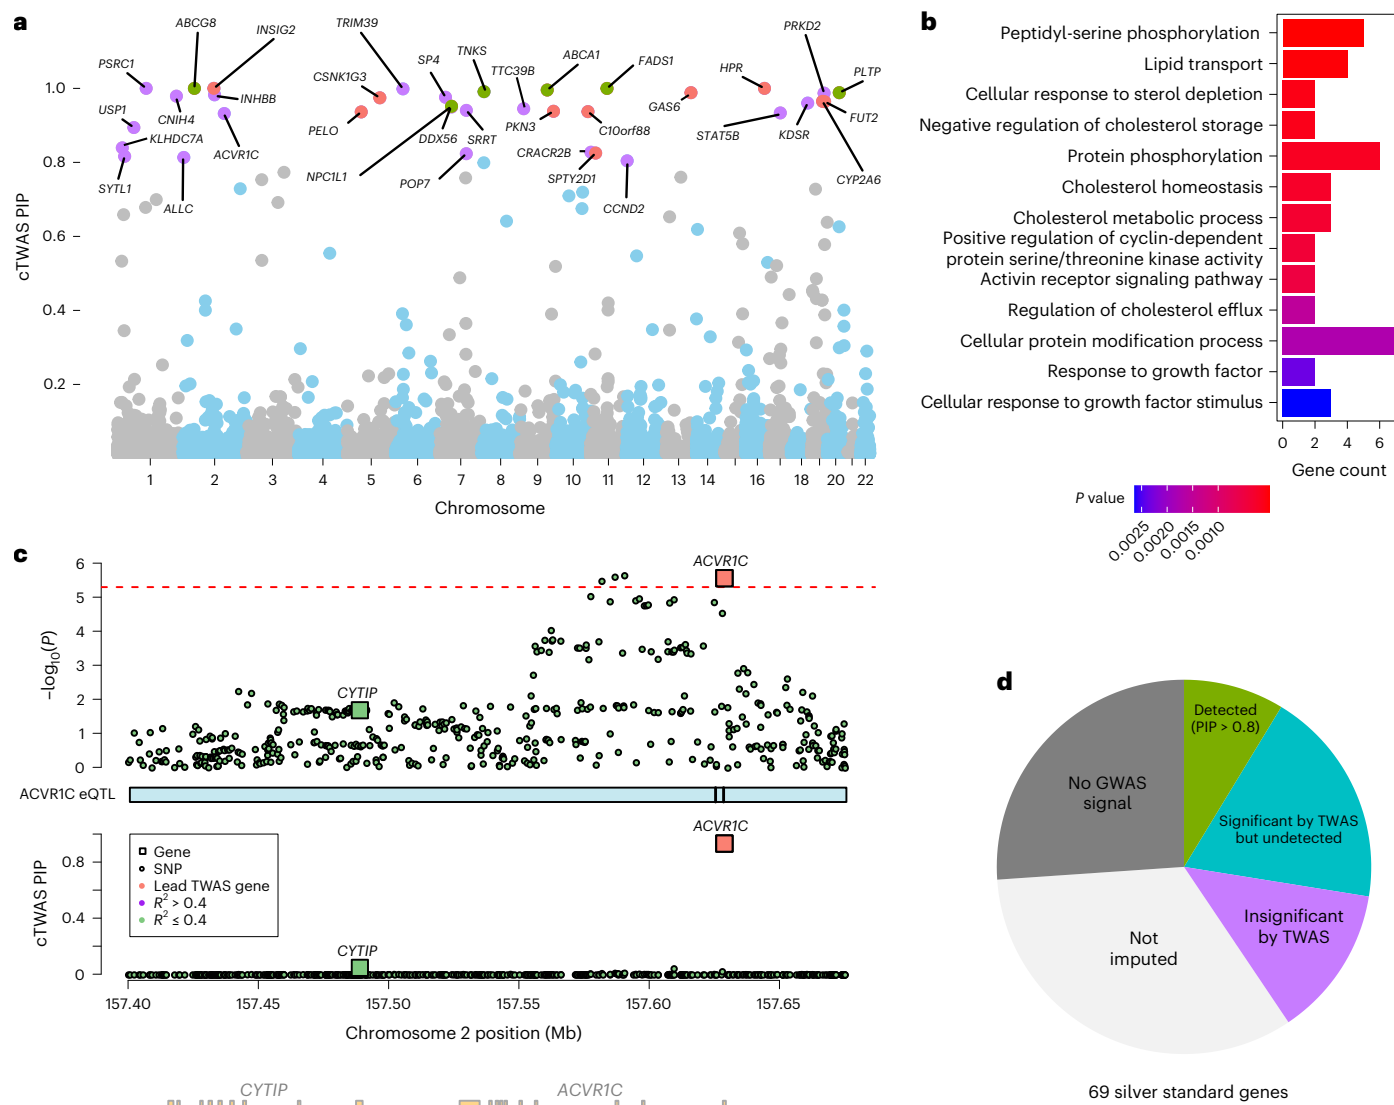 a
ABCG8
INSIG2
TRIM39
PRKD2
PSRC1
SP4
TNKS
ABCA1
FADS1
HPR
PLTP
CSNK1G3
TTC39B
1.0
USP1
CNIH4
INHBB
GAS6
FUT2
KLHDC7A
PELO
DDX56
SRRT
PKN3
C10orf88
STAT5B
KDSR
ACVR1C
CRACR2B
0.8
SYTL1
NPC1L1
POP7
SPTY2D1
CYP2A6
ALLC
CCND2
cTWAS PIP
0.6
0.4
0.2
1 2 3 4 5 6 7 8 9 10 11 12 13 14 16 18 20 22
Chromosome
b
Peptidyl-serine phosphorylation
Lipid transport
Cellular response to sterol depletion
Negative regulation of cholesterol storage
Protein phosphorylation
Cholesterol homeostasis
Cholesterol metabolic process
Positive regulation of cyclin-dependent
protein serine/threonine kinase activity
Activin receptor signaling pathway
Regulation of cholesterol efflux
Cellular protein modification process
Response to growth factor
Cellular response to growth factor stimulus
0 2 4 6
Gene count
P value
0.0025 0.0020 0.0015 0.0010
c
ACVR1C
6
5
4
3
2
1
0
–log10(P)
CYTIP
ACVR1C eQTL
ACVR1C
Gene
SNP
Lead TWAS gene
R2 > 0.4
R2 ≤ 0.4
0.8
0.4
0
cTWAS PIP
CYTIP
157.40 157.45 157.50 157.55 157.60 157.65
Chromosome 2 position (Mb)
CYTIP ACVR1C
d
Detected
(PIP > 0.8)
No GWAS
signal
Significant by TWAS
but undetected
Insignificant
by TWAS
Not
imputed
69 silver standard genes